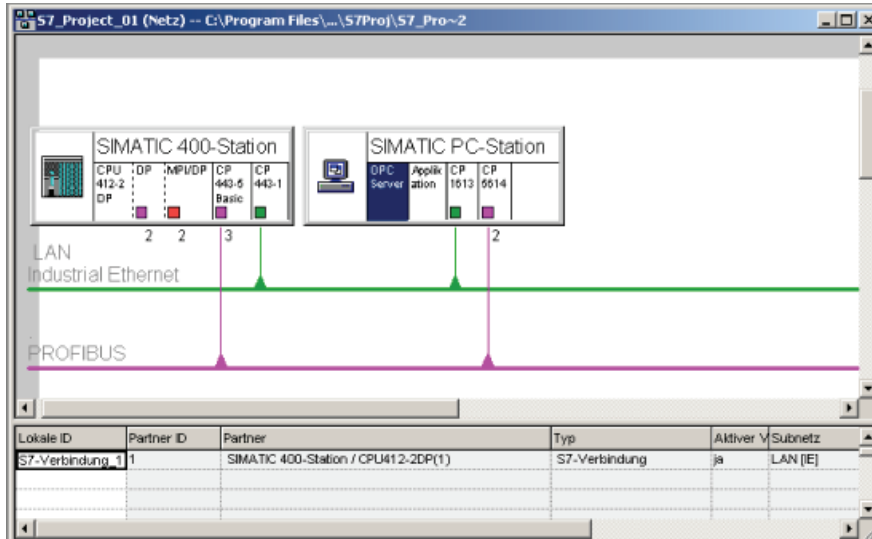 S7_Project_01 (Netz) -- C:\Program Files\...\S7Proj\S7_Pro~2
SIMATIC 400-Station
CPU 412-2 DP
DP
MPI/DP
CP 443-5 Basic
CP 443-1
2
2
3
SIMATIC PC-Station
OPC Server
Applik ation
CP 1613
CP 5614
2
LAN
Industrial Ethernet
PROFIBUS
Lokale ID Partner ID Partner Typ Aktiver V Subnetz
S7-Verbindung_1 1 SIMATIC 400-Station / CPU412-2DP(1) S7-Verbindung ja LAN [IE]